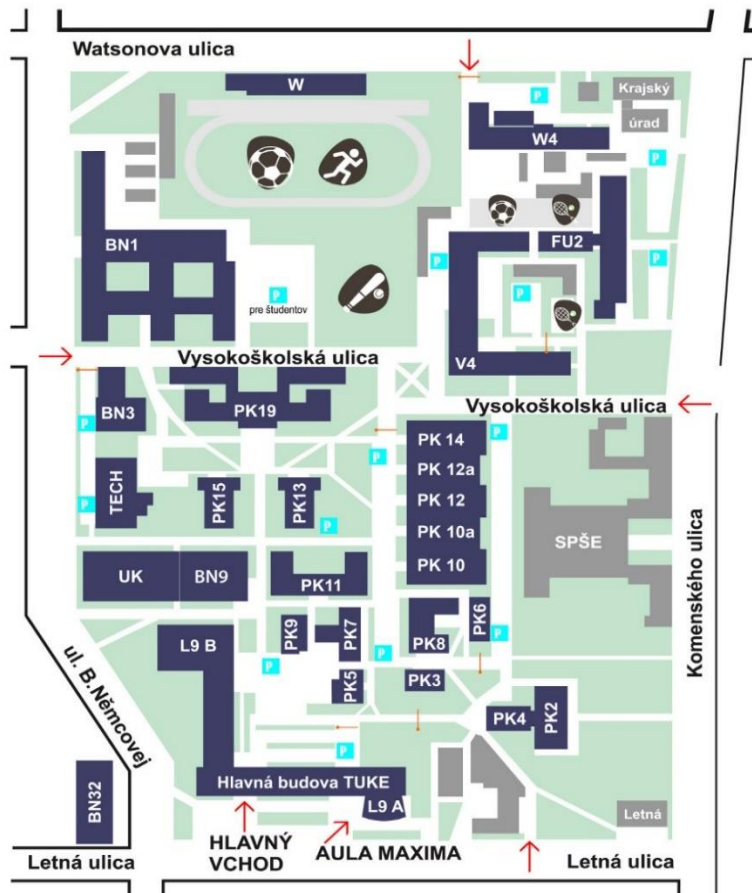 Watsonova ulica
W
P
Krajský
úrad
W4
P
BN1
FU2
P
P
P
P
pre študentov
V4
Vysokoškolská ulica
Vysokoškolská ulica
BN3
PK19
P
PK 14
P
P
PK 12a
TECH
PK15
PK13
PK 12
P
P
PK 10a
SPŠE
UK
BN9
PK11
PK 10
Komenského ulica
PK9
PK7
PK8
PK6
P
L9 B
P
P
PK5
PK3
ul. B.Němcovej
PK4
PK2
P
BN32
Hlavná budova TUKE
L9 A
Letná
HLAVNÝ
VCHOD
AULA MAXIMA
Letná ulica
Letná ulica